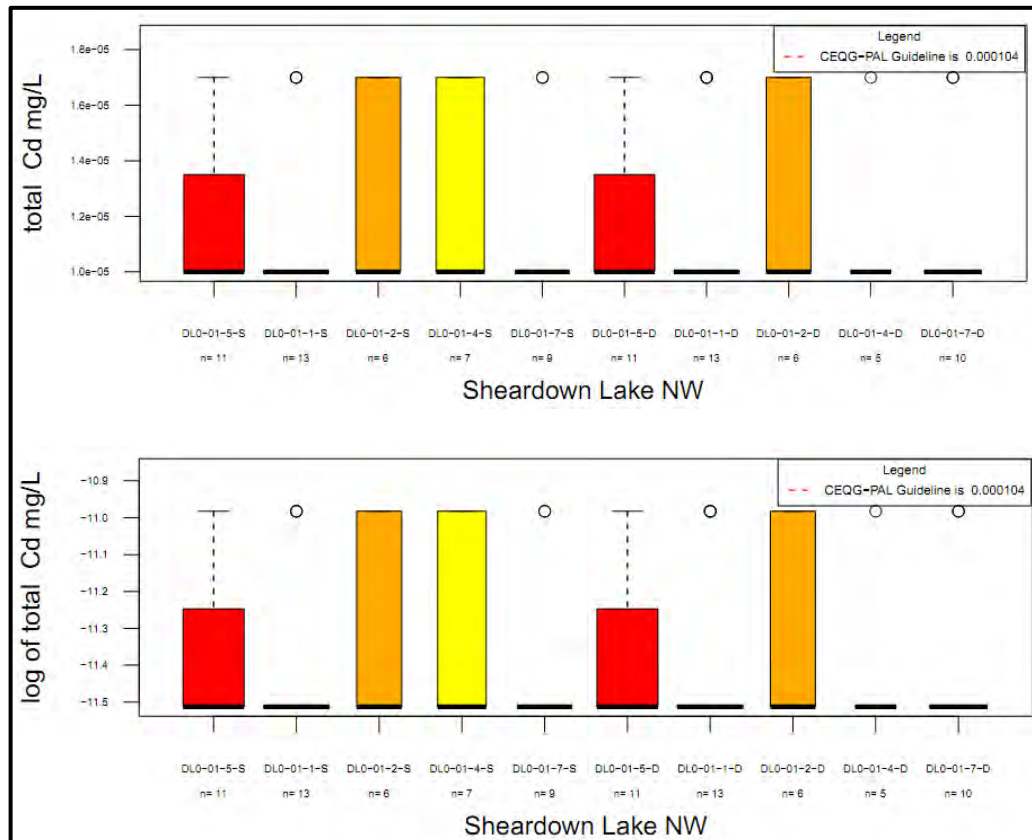 Legend
CEQG-PAL Guideline is 0.000104
total Cd mg/L
1.8e-05
1.6e-05
1.4e-05
1.2e-05
1.0e-05
DL0-01-5-S DL0-01-1-S DL0-01-2-S DL0-01-4-S DL0-01-7-S DL0-01-5-D DL0-01-1-D DL0-01-2-D DL0-01-4-D DL0-01-7-D
n= 11 n= 13 n= 6 n= 7 n= 9 n= 11 n= 13 n= 6 n= 5 n= 10
Sheardown Lake NW
Legend
CEQG-PAL Guideline is 0.000104
log of total Cd mg/L
-10.9
-11.0
-11.1
-11.2
-11.3
-11.4
-11.5
DL0-01-5-S DL0-01-1-S DL0-01-2-S DL0-01-4-S DL0-01-7-S DL0-01-5-D DL0-01-1-D DL0-01-2-D DL0-01-4-D DL0-01-7-D
n= 11 n= 13 n= 6 n= 7 n= 9 n= 11 n= 13 n= 6 n= 5 n= 10
Sheardown Lake NW